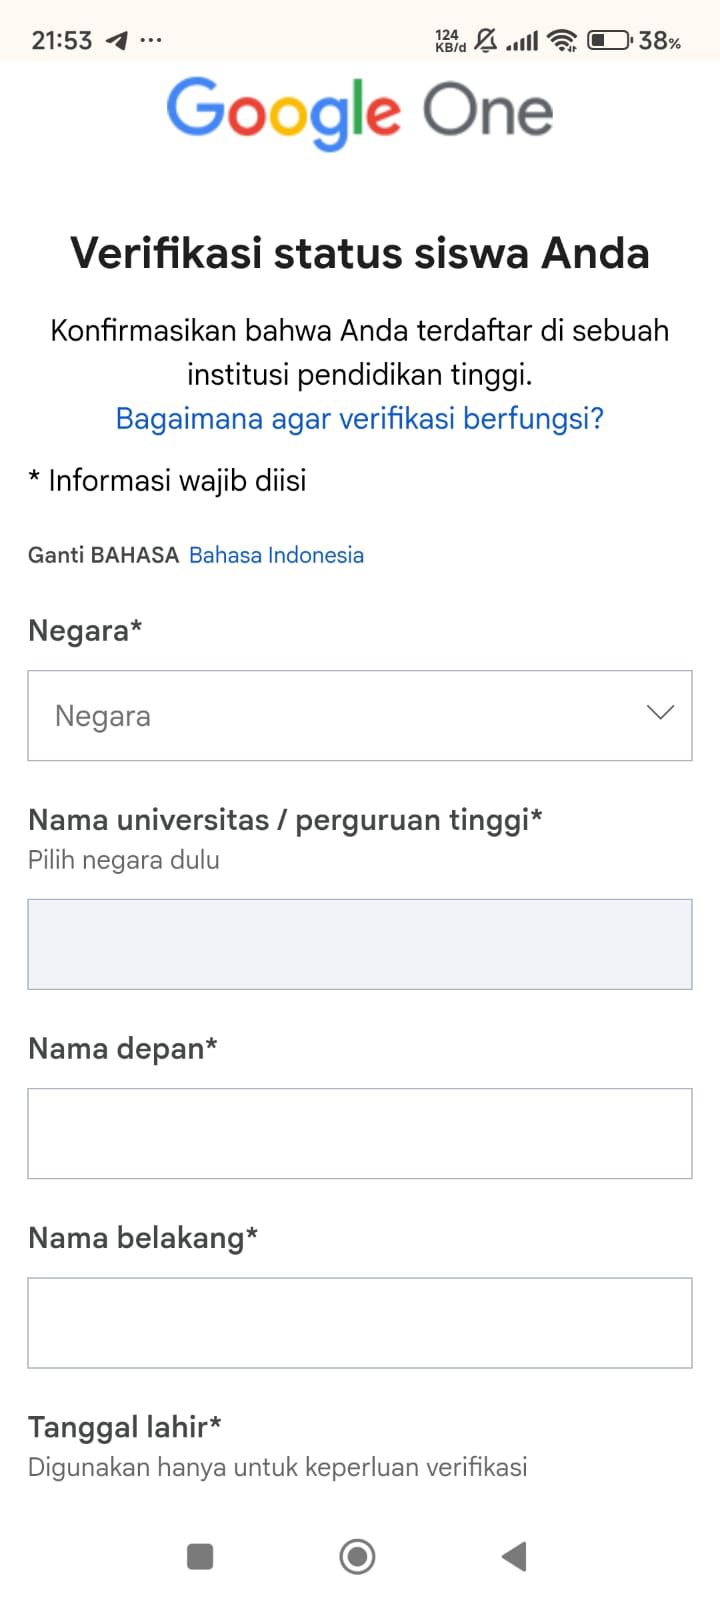 21:53 ... 124 KB/d 38%
Google One
Verifikasi status siswa Anda
Konfirmasikan bahwa Anda terdaftar di sebuah
institusi pendidikan tinggi.
Bagaimana agar verifikasi berfungsi?
* Informasi wajib diisi
Ganti BAHASA Bahasa Indonesia
Negara*
Negara
Nama universitas / perguruan tinggi*
Pilih negara dulu
Nama depan*
Nama belakang*
Tanggal lahir*
Digunakan hanya untuk keperluan verifikasi